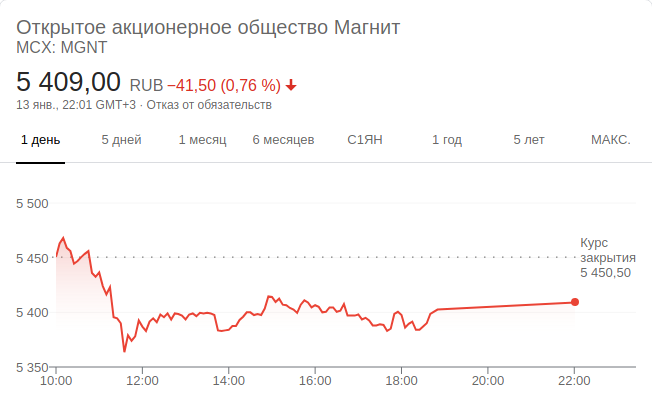 Открытое акционерное общество Магнит
MCX: MGNT
5 409,00 RUB −41,50 (0,76 %)
13 янв., 22:01 GMT+3 · Отказ от обязательств
1 день 5 дней 1 месяц 6 месяцев С1ЯН 1 год 5 лет МАКС.
5 500
Курс
5 450 закрытия
5 450,50
5 400
5 350
10:00 12:00 14:00 16:00 18:00 20:00 22:00